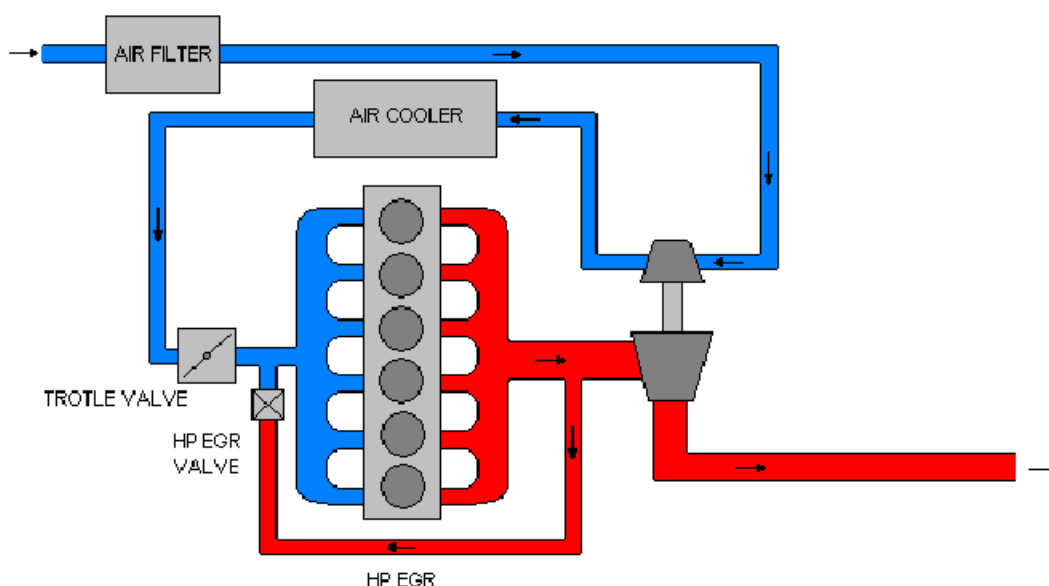 AIR FILTER
AIR COOLER
TROTLE VALVE
HP EGR
VALVE
HP EGR